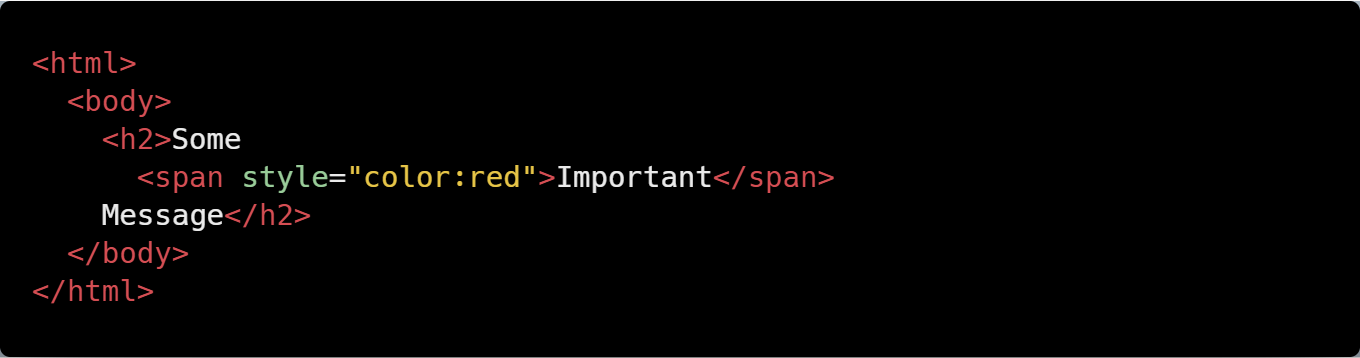 <html>
  <body>
    <h2>Some
      <span style="color:red">Important</span>
    Message</h2>
  </body>
</html>